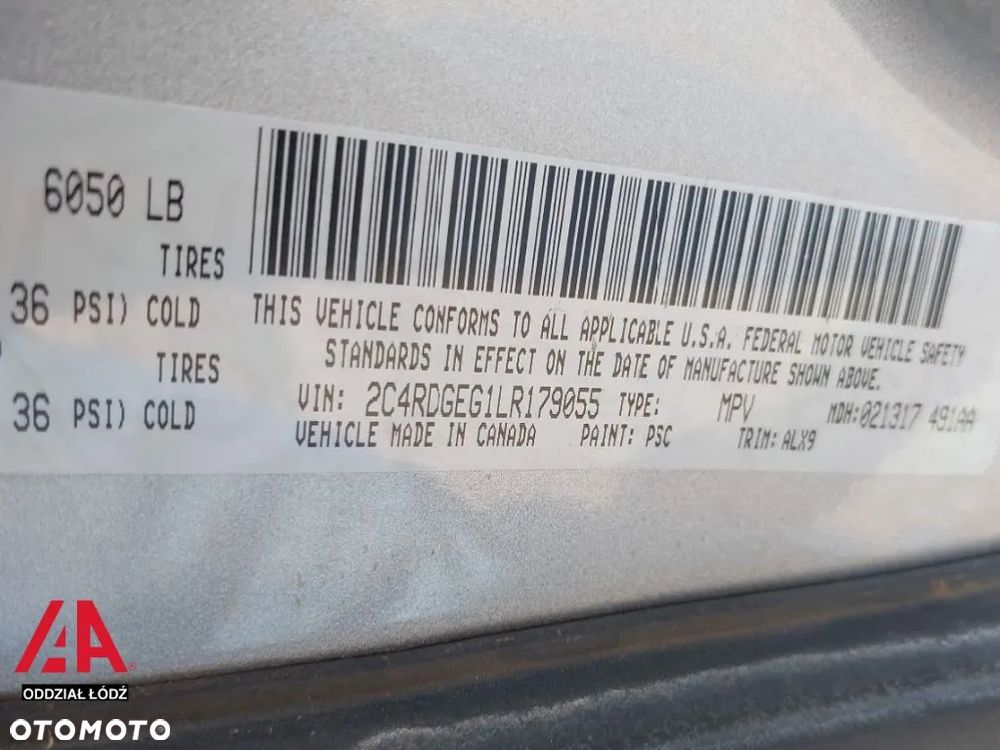 6050 LB
TIRES
36 PSI) COLD
TIRES
36 PSI) COLD
THIS VEHICLE CONFORMS TO ALL APPLICABLE U.S.A. FEDERAL MOTOR VEHICLE SAFETY
STANDARDS IN EFFECT ON THE DATE OF MANUFACTURE SHOWN ABOVE.
VIN: 2C4RDGEG1LR179055 TYPE: MPV MDH: 021317 491AA
VEHICLE MADE IN CANADA PAINT: PSC TRIM: ALX9
AA
ODDZIAŁ ŁÓDŹ
OTOMOTO